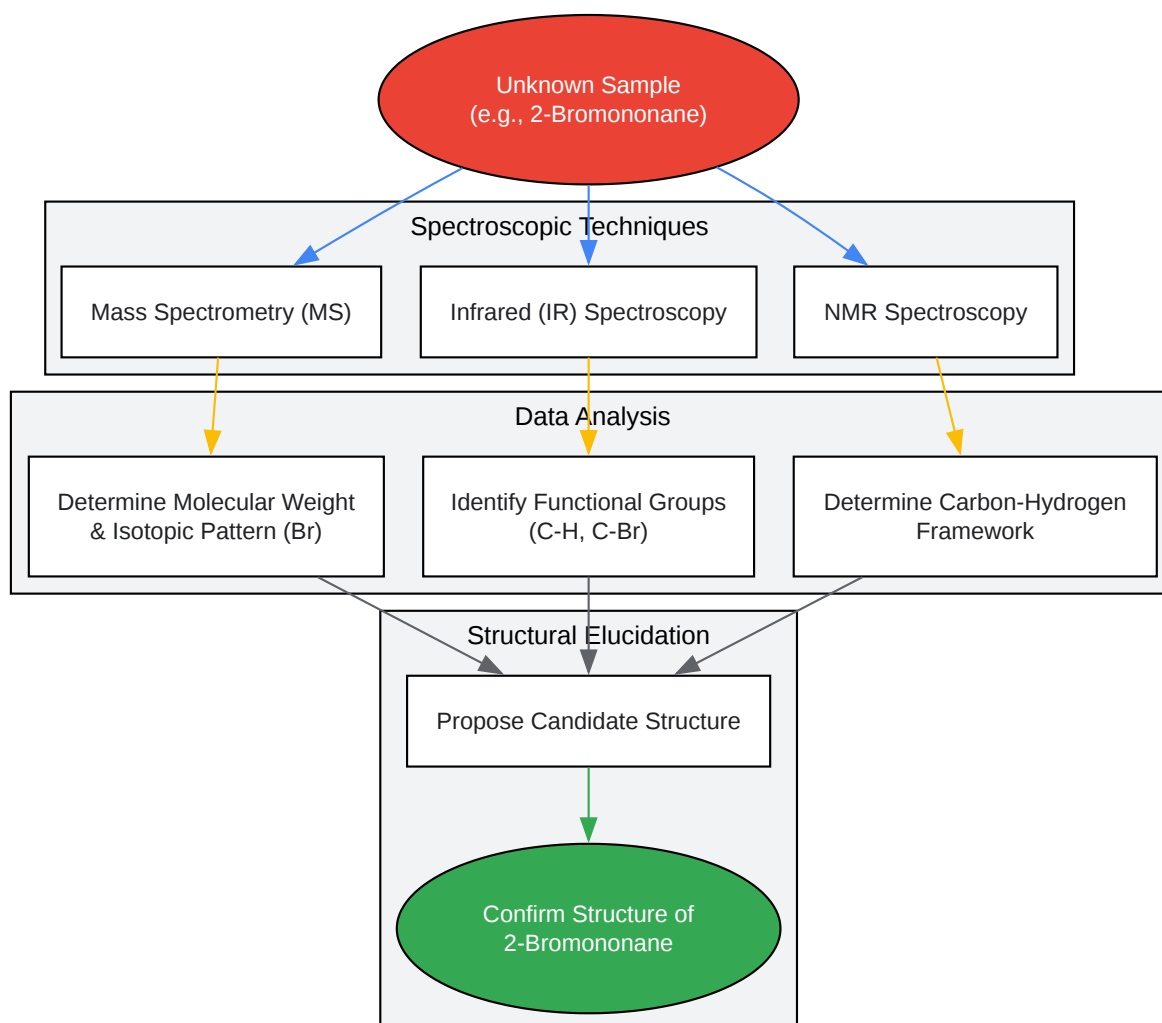 Unknown Sample
(e.g., 2-Bromononane)
Spectroscopic Techniques
Mass Spectrometry (MS)
Infrared (IR) Spectroscopy
NMR Spectroscopy
Data Analysis
Determine Molecular Weight
& Isotopic Pattern (Br)
Identify Functional Groups
(C-H, C-Br)
Determine Carbon-Hydrogen
Framework
Structural Elucidation
Propose Candidate Structure
Confirm Structure of
2-Bromononane